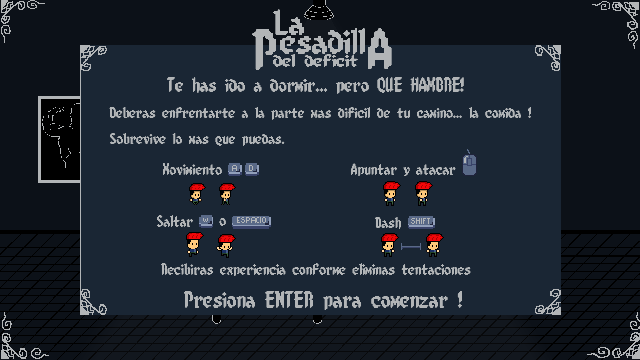 La
Pesadilla
del deficit
Te has ido a dormir... pero QUE HAMBRE!
Deberas enfrentarte a la parte mas dificil de tu camino... la comida !
Sobrevive lo mas que puedas.
Movimiento A D
Apuntar y atacar
Saltar W o ESPACIO
Dash SHIFT
Recibiras experiencia conforme eliminas tentaciones
Presiona ENTER para comenzar !